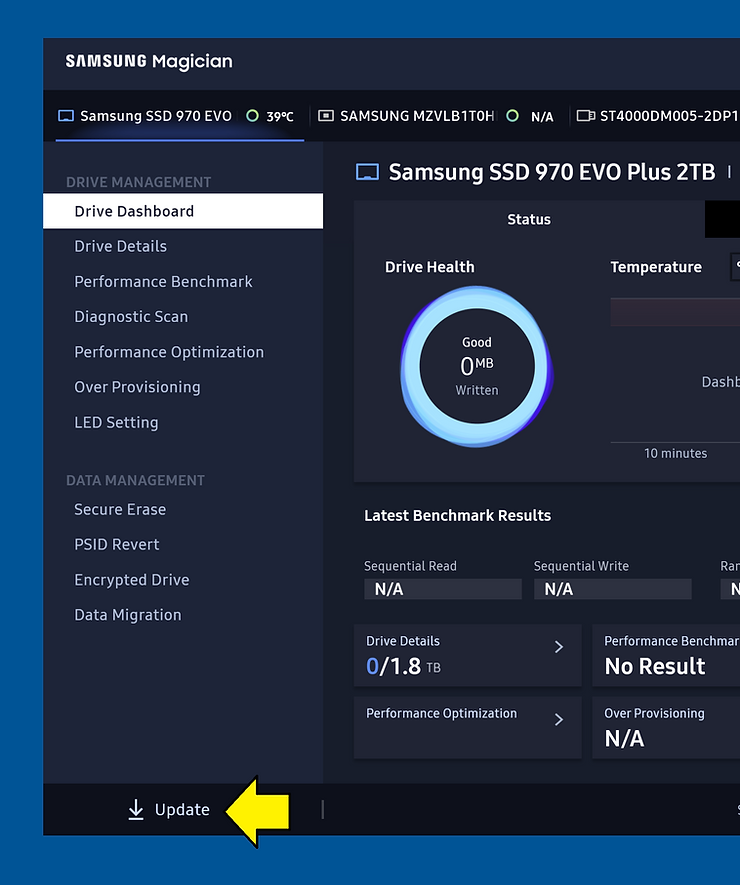 SAMSUNG Magician
Samsung SSD 970 EVO 39℃ SAMSUNG MZVLB1T0H N/A ST4000DM005-2DP1
DRIVE MANAGEMENT
Drive Dashboard
Drive Details
Performance Benchmark
Diagnostic Scan
Performance Optimization
Over Provisioning
LED Setting
DATA MANAGEMENT
Secure Erase
PSID Revert
Encrypted Drive
Data Migration
Samsung SSD 970 EVO Plus 2TB |
Status
Drive Health
Good
0 MB
Written
Temperature
Dashb
10 minutes
Latest Benchmark Results
Sequential Read
N/A
Sequential Write
N/A
Ran
N
Drive Details
0/1.8 TB
Performance Benchmar
No Result
Performance Optimization
Over Provisioning
N/A
Update